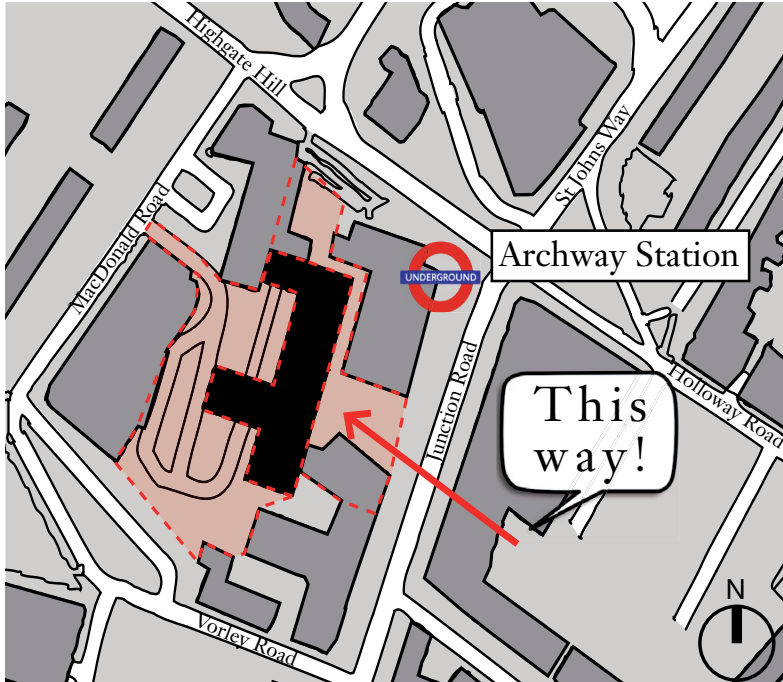 Highgate Hill
St Johns Way
MacDonald Road
UNDERGROUND
Archway Station
Junction Road
Holloway Road
This
way!
Vorley Road
N